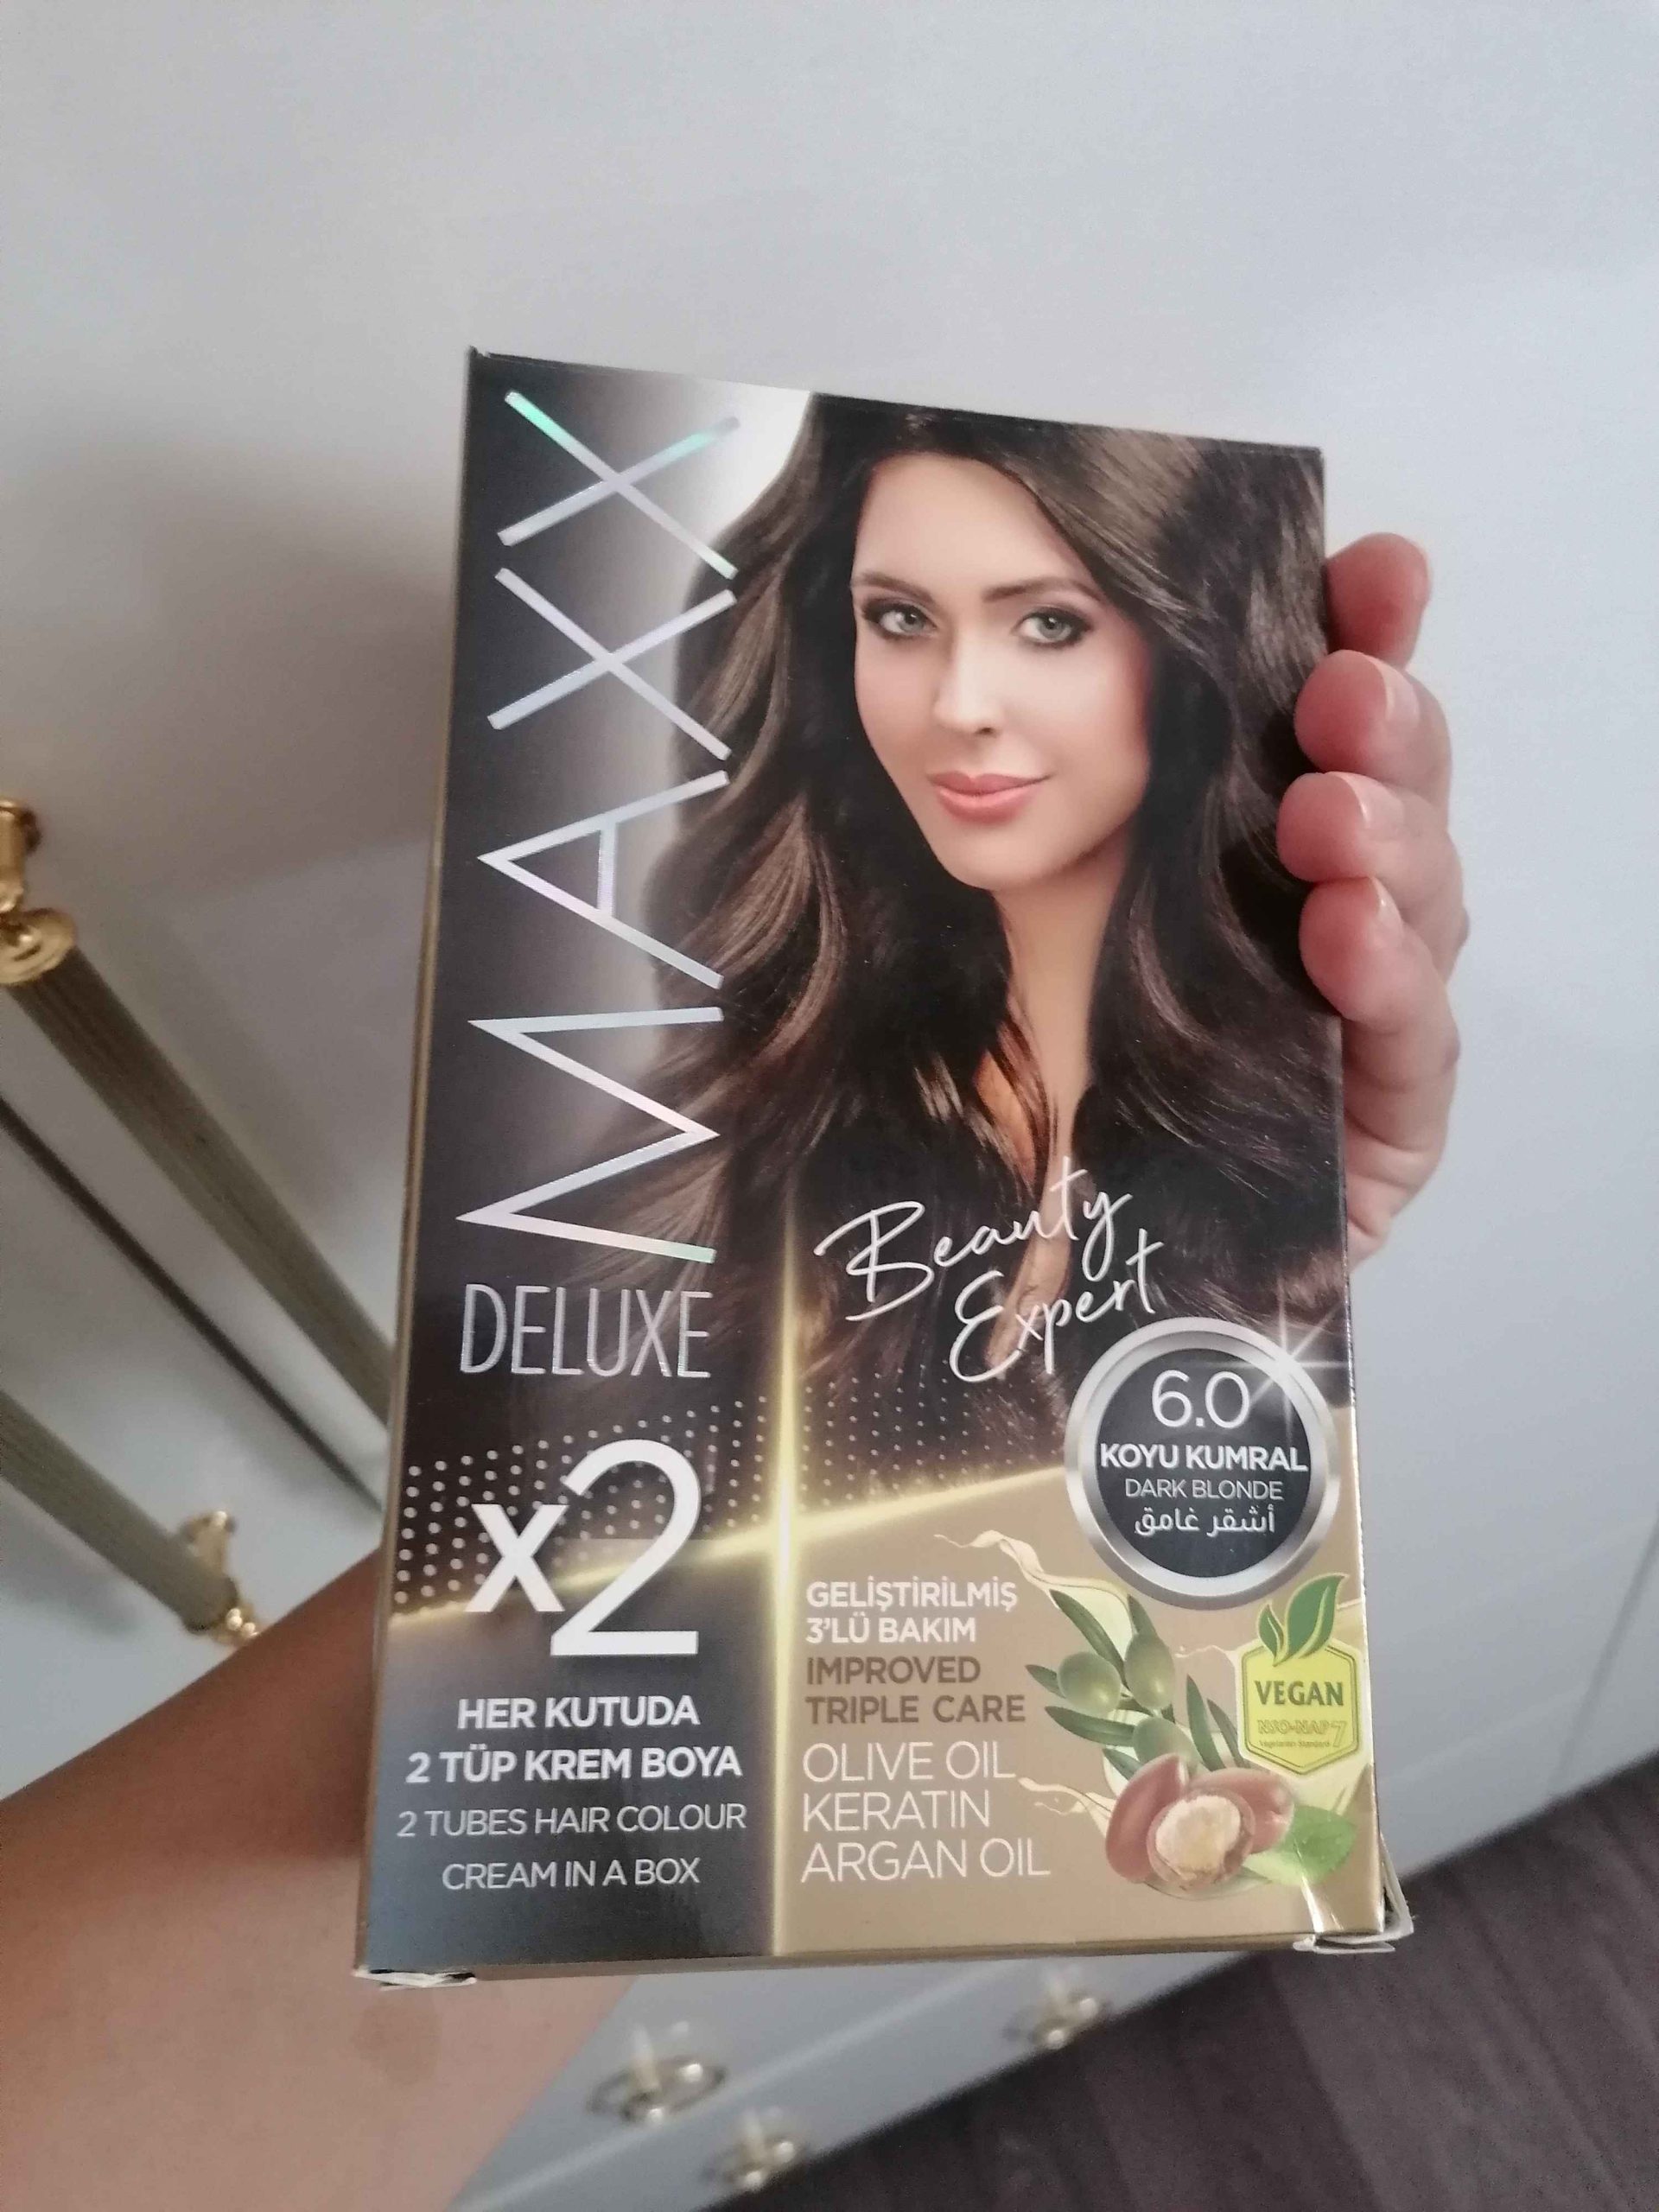 MAXX
DELUXE
Beauty
Expert
6.0
KOYU KUMRAL
DARK BLONDE
أشقر غامق
x2
HER KUTUDA
2 TÜP KREM BOYA
2 TUBES HAIR COLOUR
CREAM IN A BOX
GELİŞTİRİLMİŞ
3'LÜ BAKIM
IMPROVED
TRIPLE CARE
OLIVE OIL
KERATIN
ARGAN OIL
VEGAN